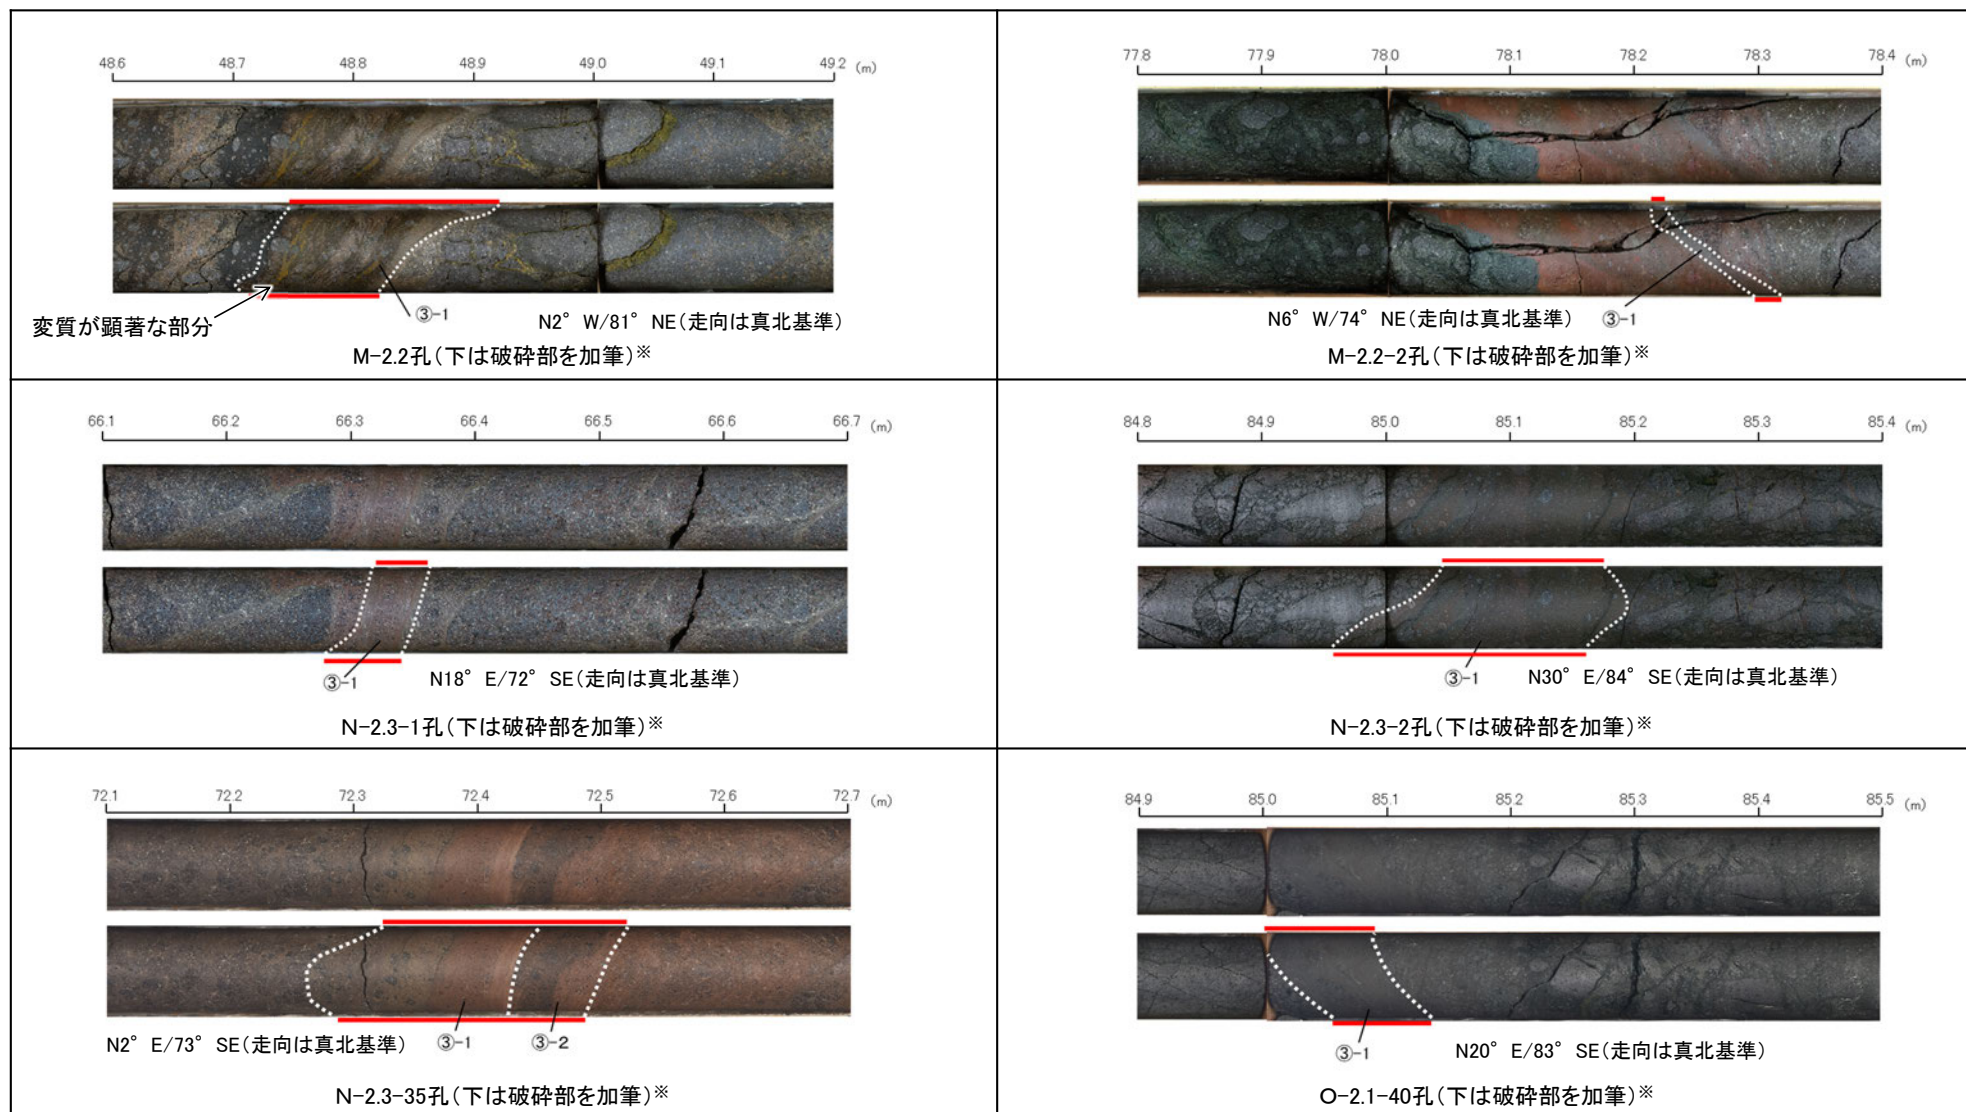 48.6 48.7 48.8 48.9 49.0 49.1 49.2 (m)
変質が顕著な部分
③-1
N2° W/81° NE(走向は真北基準)
M-2.2孔(下は破砕部を加筆)※
77.8 77.9 78.0 78.1 78.2 78.3 78.4 (m)
N6° W/74° NE(走向は真北基準)
③-1
M-2.2-2孔(下は破砕部を加筆)※
66.1 66.2 66.3 66.4 66.5 66.6 66.7 (m)
③-1
N18° E/72° SE(走向は真北基準)
N-2.3-1孔(下は破砕部を加筆)※
84.8 84.9 85.0 85.1 85.2 85.3 85.4 (m)
③-1
N30° E/84° SE(走向は真北基準)
N-2.3-2孔(下は破砕部を加筆)※
72.1 72.2 72.3 72.4 72.5 72.6 72.7 (m)
N2° E/73° SE(走向は真北基準)
③-1
③-2
N-2.3-35孔(下は破砕部を加筆)※
84.9 85.0 85.1 85.2 85.3 85.4 85.5 (m)
③-1
N20° E/83° SE(走向は真北基準)
O-2.1-40孔(下は破砕部を加筆)※